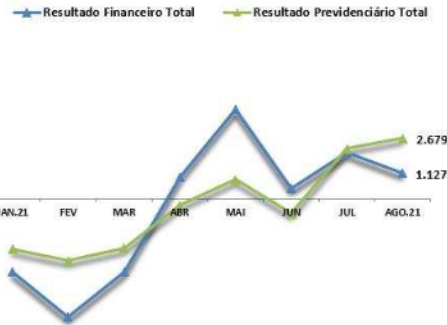 Resultado Financeiro Total Resultado Previdenciário Total
2.679
1.127
JAN.21 FEV MAR ABR MAI JUN JUL AGO.21